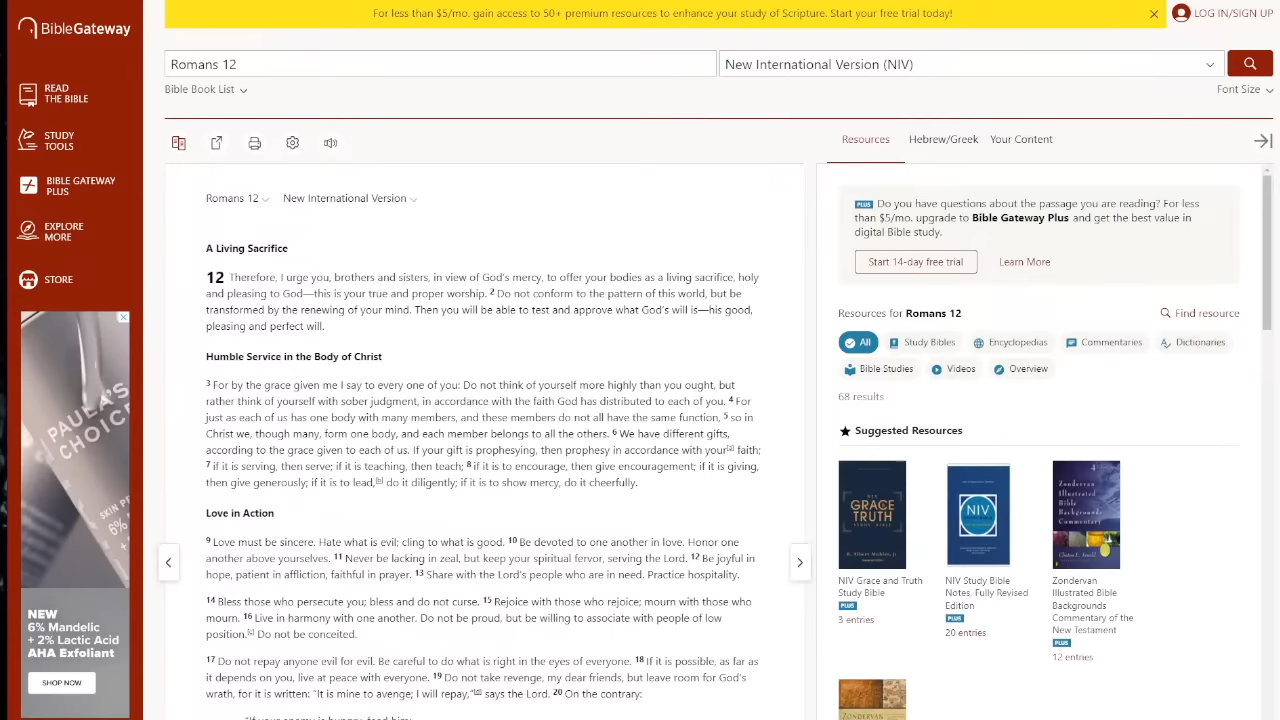 BibleGateway
For less than $5/mo. gain access to 50+ premium resources to enhance your study of Scripture. Start your free trial today!
LOG IN/SIGN UP
Romans 12
New International Version (NIV)
Bible Book List
Font Size
READ
THE BIBLE
STUDY
TOOLS
BIBLE GATEWAY
PLUS
EXPLORE
MORE
STORE
PAULA'S
CHOICE
SKIN PE
6%
NEW
6% Mandelic
+ 2% Lactic Acid
AHA Exfoliant
SHOP NOW
Romans 12
New International Version
A Living Sacrifice
12 Therefore, I urge you, brothers and sisters, in view of God's mercy, to offer your bodies as a living sacrifice, holy
and pleasing to God—this is your true and proper worship. 2 Do not conform to the pattern of this world, but be
transformed by the renewing of your mind. Then you will be able to test and approve what God's will is—his good,
pleasing and perfect will.
Humble Service in the Body of Christ
3 For by the grace given me I say to every one of you: Do not think of yourself more highly than you ought, but
rather think of yourself with sober judgment, in accordance with the faith God has distributed to each of you. 4 For
just as each of us has one body with many members, and these members do not all have the same function, 5 so in
Christ we, though many, form one body, and each member belongs to all the others. 6 We have different gifts,
according to the grace given to each of us. If your gift is prophesying, then prophesy in accordance with your[a] faith;
7 if it is serving, then serve; if it is teaching, then teach; 8 if it is to encourage, then give encouragement; if it is giving,
then give generously; if it is to lead,[b] do it diligently; if it is to show mercy, do it cheerfully.
Love in Action
9 Love must be sincere. Hate what is evil; cling to what is good. 10 Be devoted to one another in love. Honor one
another above yourselves. 11 Never be lacking in zeal, but keep your spiritual fervor, serving the Lord. 12 Be joyful in
hope, patient in affliction, faithful in prayer. 13 Share with the Lord's people who are in need. Practice hospitality.
14 Bless those who persecute you; bless and do not curse. 15 Rejoice with those who rejoice; mourn with those who
mourn. 16 Live in harmony with one another. Do not be proud, but be willing to associate with people of low
position.[c] Do not be conceited.
17 Do not repay anyone evil for evil. Be careful to do what is right in the eyes of everyone. 18 If it is possible, as far as
it depends on you, live at peace with everyone. 19 Do not take revenge, my dear friends, but leave room for God's
wrath, for it is written: "It is mine to avenge; I will repay,"[d] says the Lord. 20 On the contrary:
"If your enemy is hungry, feed him;
Resources
Hebrew/Greek
Your Content
PLUS Do you have questions about the passage you are reading? For less
than $5/mo. upgrade to Bible Gateway Plus and get the best value in
digital Bible study.
Start 14-day free trial
Learn More
Resources for Romans 12
Find resource
All
Study Bibles
Encyclopedias
Commentaries
Dictionaries
Bible Studies
Videos
Overview
68 results
Suggested Resources
GRACE
TRUTH
STUDY BIBLE
NIV
4
ZONDERVAN
Illustrated
Bible
Backgrounds
Commentary
NIV Grace and Truth
Study Bible
PLUS
3 entries
NIV Study Bible
Notes, Fully Revised
Edition
PLUS
20 entries
Zondervan
Illustrated Bible
Backgrounds
Commentary of the
New Testament
PLUS
12 entries
ZONDERVAN